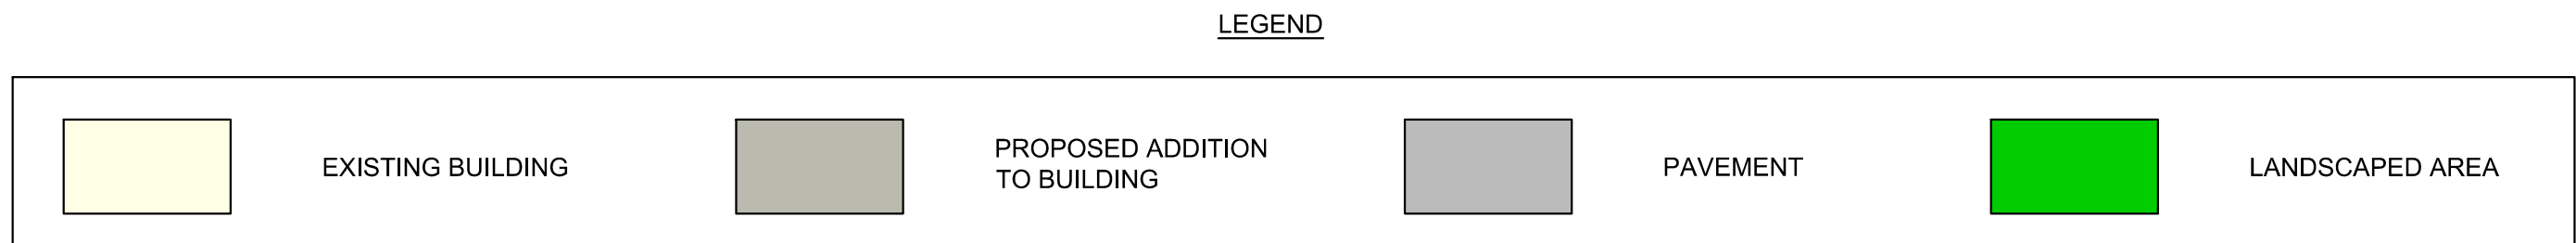 LEGEND
EXISTING BUILDING
PROPOSED ADDITION
TO BUILDING
PAVEMENT
LANDSCAPED AREA